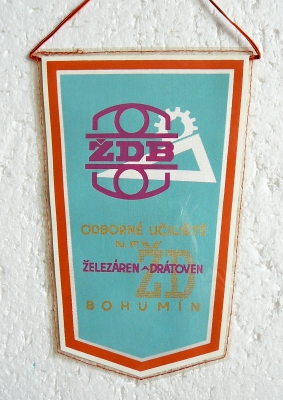 ŽDB
ODBORNÉ UČILIŠTĚ
ŽD
ŽELEZÁREN A DRÁTOVEN
BOHUMÍN